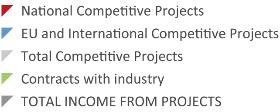 National Competitive Projects
EU and International Competitive Projects
Total Competitive Projects
Contracts with industry
TOTAL INCOME FROM PROJECTS